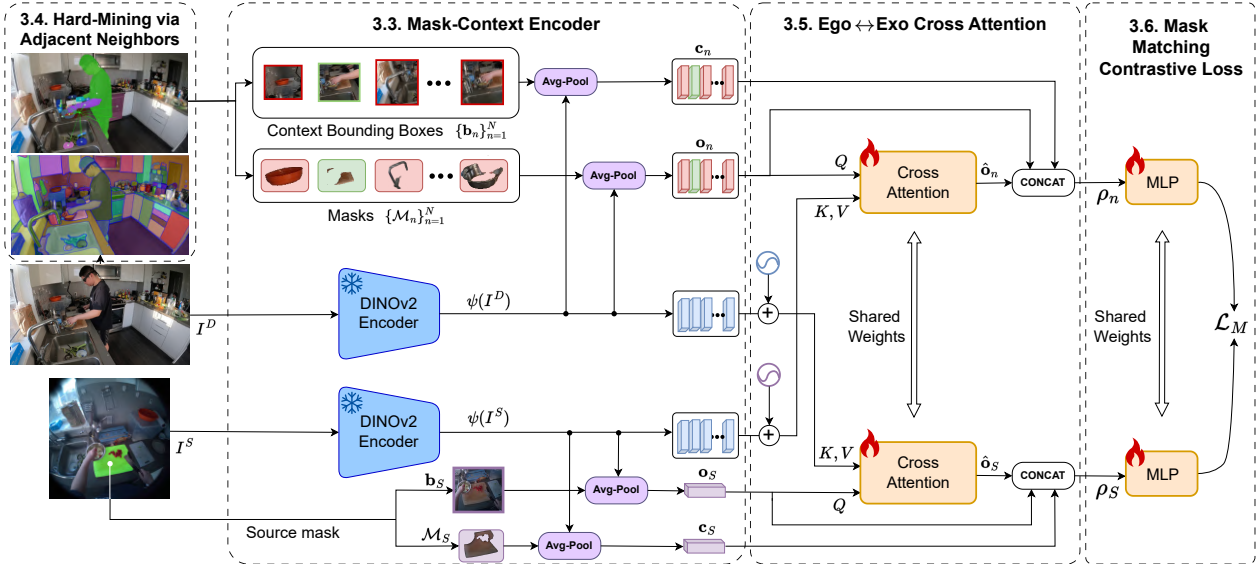 3.4. Hard-Mining via
Adjacent Neighbors
3.3. Mask-Context Encoder
3.5. Ego↔Exo Cross Attention
3.6. Mask
Matching
Contrastive Loss
Context Bounding Boxes {b_n}_{n=1}^N
Avg-Pool
c_n
Masks {M_n}_{n=1}^N
Avg-Pool
o_n
Q
K, V
Cross
Attention
ô_n
CONCAT
ρ_n
MLP
I^D
DINOv2
Encoder
ψ(I^D)
Shared
Weights
Shared
Weights
L_M
I^S
DINOv2
Encoder
ψ(I^S)
K, V
Q
Cross
Attention
ô_S
CONCAT
ρ_S
MLP
b_S
Avg-Pool
o_S
Source mask
M_S
Avg-Pool
c_S